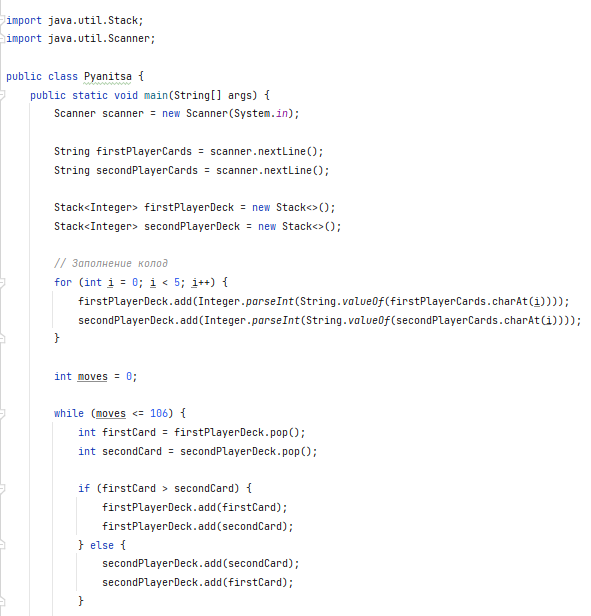 import java.util.Stack;
import java.util.Scanner;
public class Pyanitsa {
public static void main(String[] args) {
Scanner scanner = new Scanner(System.in);
String firstPlayerCards = scanner.nextLine();
String secondPlayerCards = scanner.nextLine();
Stack<Integer> firstPlayerDeck = new Stack<>();
Stack<Integer> secondPlayerDeck = new Stack<>();
// Заполнение колод
for (int i = 0; i < 5; i++) {
firstPlayerDeck.add(Integer.parseInt(String.valueOf(firstPlayerCards.charAt(i))));
secondPlayerDeck.add(Integer.parseInt(String.valueOf(secondPlayerCards.charAt(i))));
}
int moves = 0;
while (moves <= 106) {
int firstCard = firstPlayerDeck.pop();
int secondCard = secondPlayerDeck.pop();
if (firstCard > secondCard) {
firstPlayerDeck.add(firstCard);
firstPlayerDeck.add(secondCard);
} else {
secondPlayerDeck.add(secondCard);
secondPlayerDeck.add(firstCard);
}